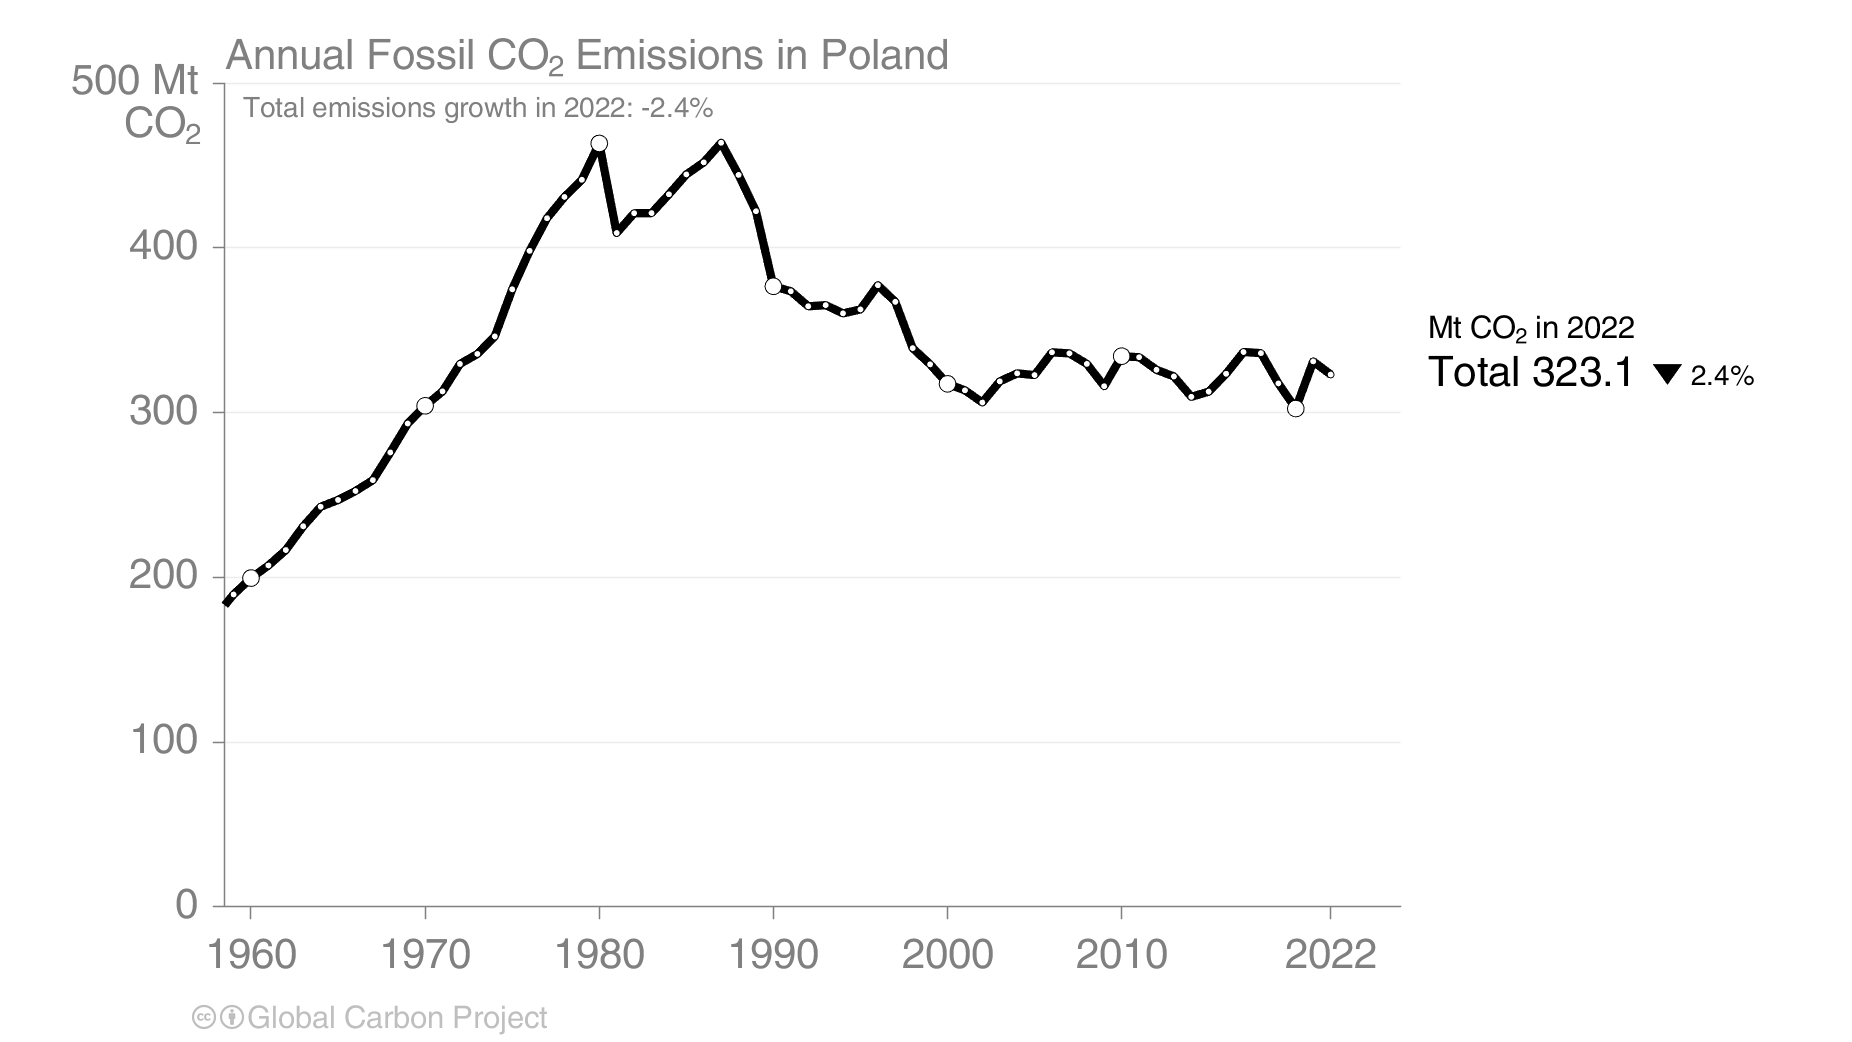 Annual Fossil CO₂ Emissions in Poland
500 Mt
CO₂
Total emissions growth in 2022: -2.4%
400
300
200
100
0
Mt CO₂ in 2022
Total 323.1 ▼ 2.4%
1960 1970 1980 1990 2000 2010 2022
cc Global Carbon Project